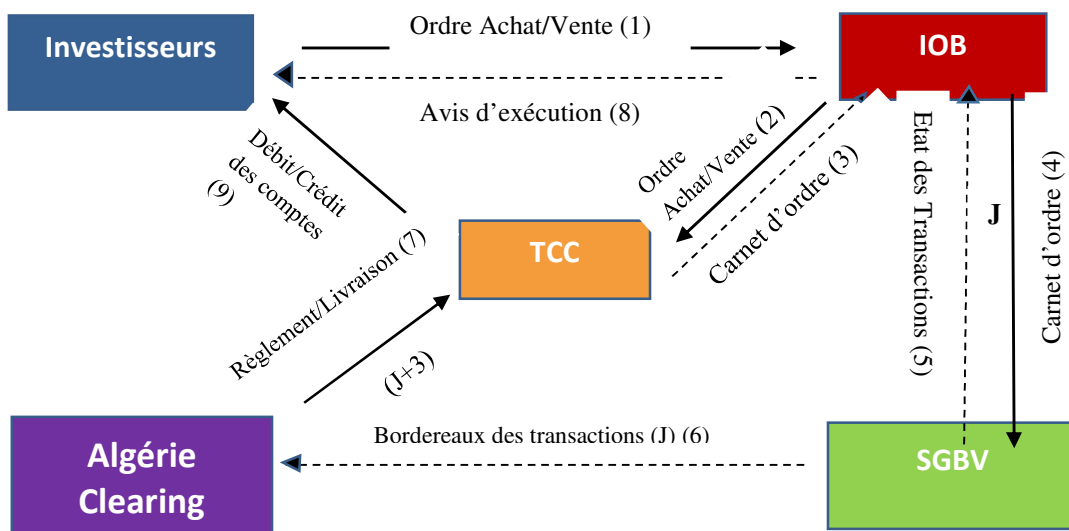 Investisseurs
Ordre Achat/Vente (1)
IOB
Avis d'exécution (8)
Débit/Crédit
des comptes
(9)
Ordre
Achat/Vente (2)
Carnet d'ordre (3)
Etat des Transactions (5)
J
Carnet d'ordre (4)
TCC
Règlement/Livraison (7)
(J+3)
Algérie
Clearing
Bordereaux des transactions (J) (6)
SGBV